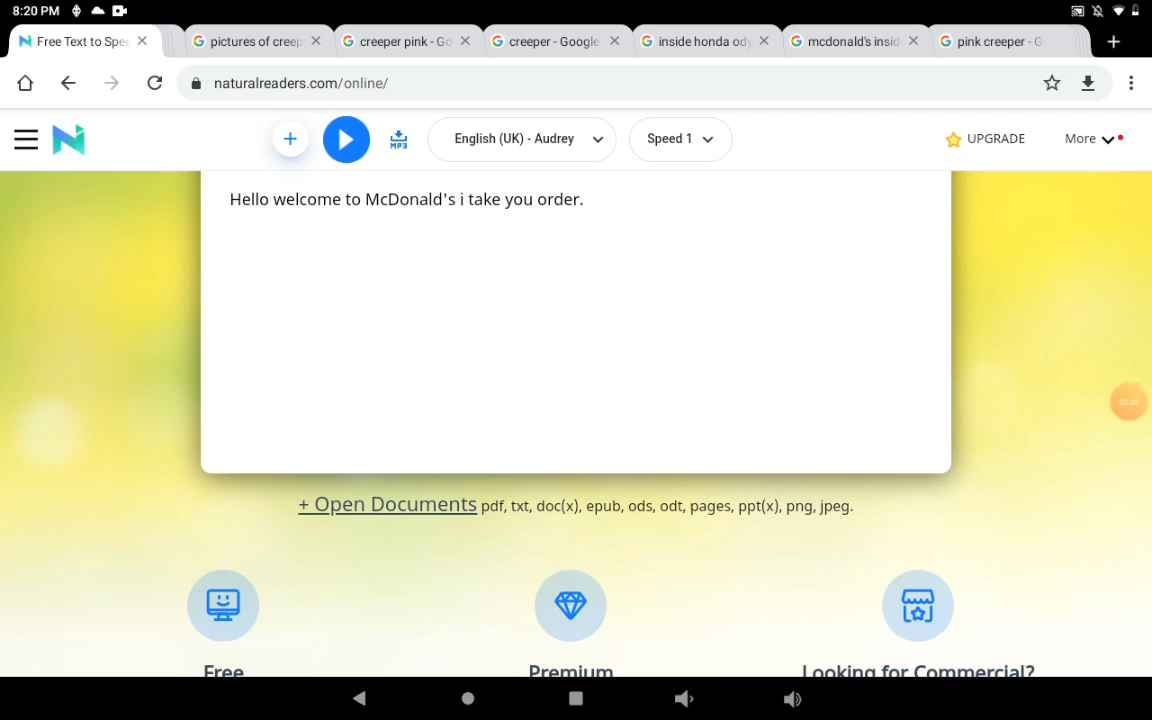 8:20 PM
Free Text to Spee
pictures of creep
creeper pink - Go
creeper - Google
inside honda ody
mcdonald's insid
pink creeper - G
naturalreaders.com/online/
MP3
English (UK) - Audrey
Speed 1
UPGRADE
More
Hello welcome to McDonald's i take you order.
+ Open Documents pdf, txt, doc(x), epub, ods, odt, pages, ppt(x), png, jpeg.
Free
Premium
Looking for Commercial?